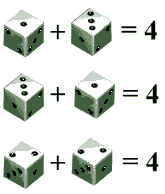 + = 4
+ = 4
+ = 4